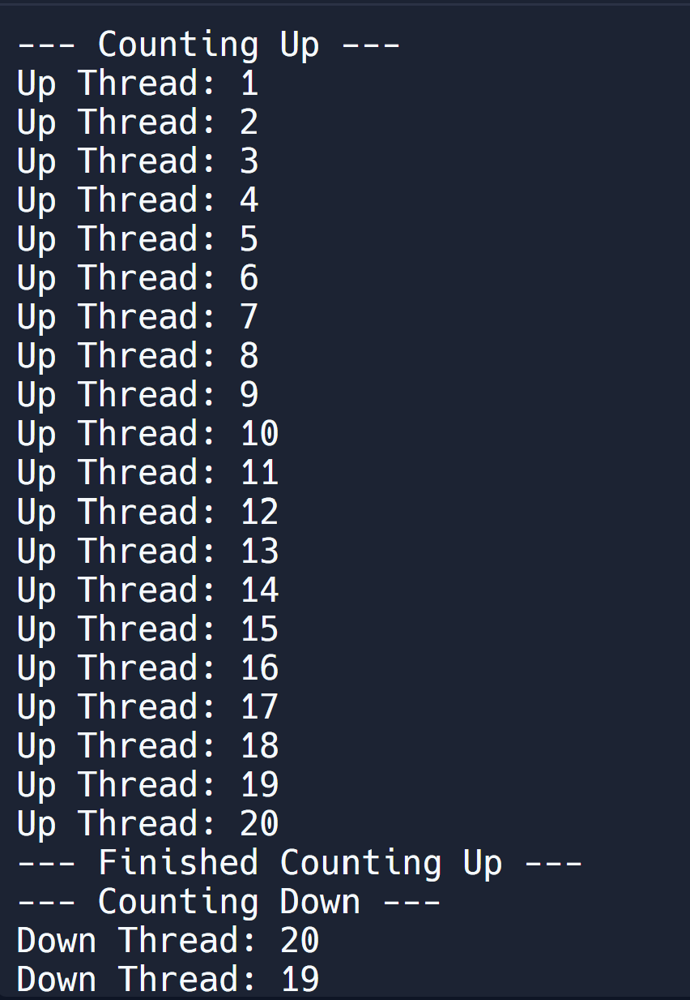 --- Counting Up ---
Up Thread: 1
Up Thread: 2
Up Thread: 3
Up Thread: 4
Up Thread: 5
Up Thread: 6
Up Thread: 7
Up Thread: 8
Up Thread: 9
Up Thread: 10
Up Thread: 11
Up Thread: 12
Up Thread: 13
Up Thread: 14
Up Thread: 15
Up Thread: 16
Up Thread: 17
Up Thread: 18
Up Thread: 19
Up Thread: 20
--- Finished Counting Up ---
--- Counting Down ---
Down Thread: 20
Down Thread: 19